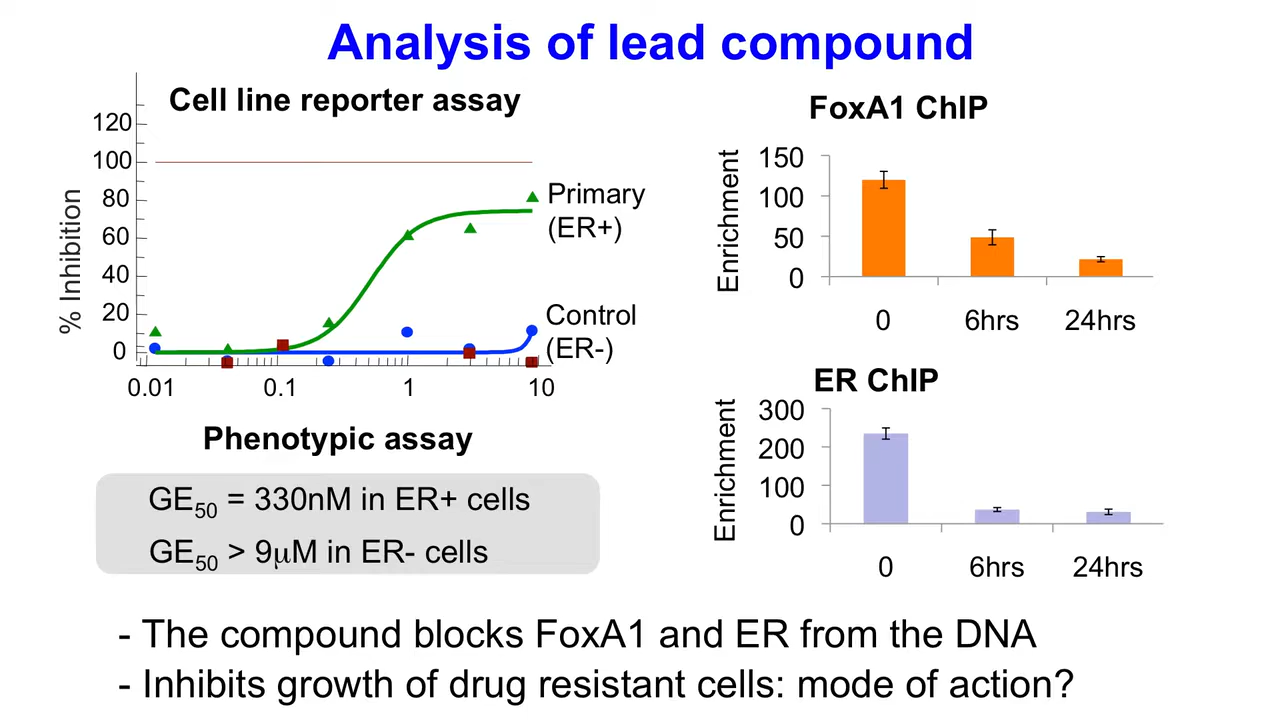 Analysis of lead compound
Cell line reporter assay
% Inhibition
120
100
80
60
40
20
0
0.01 0.1 1 10
Primary
(ER+)
Control
(ER-)
Phenotypic assay
GE50 = 330nM in ER+ cells
GE50 > 9μM in ER- cells
FoxA1 ChIP
Enrichment
150
100
50
0
0 6hrs 24hrs
ER ChIP
Enrichment
300
200
100
0
0 6hrs 24hrs
- The compound blocks FoxA1 and ER from the DNA
- Inhibits growth of drug resistant cells: mode of action?